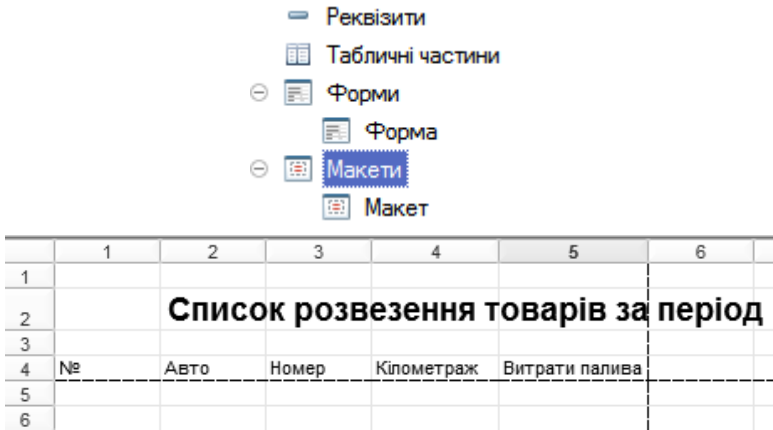 Реквізити
Табличні частини
Форми
Форма
Макети
Макет
1 2 3 4 5 6
1
2 Список розвезення товарів за період
3
4 № Авто Номер Кілометраж Витрати палива
5
6